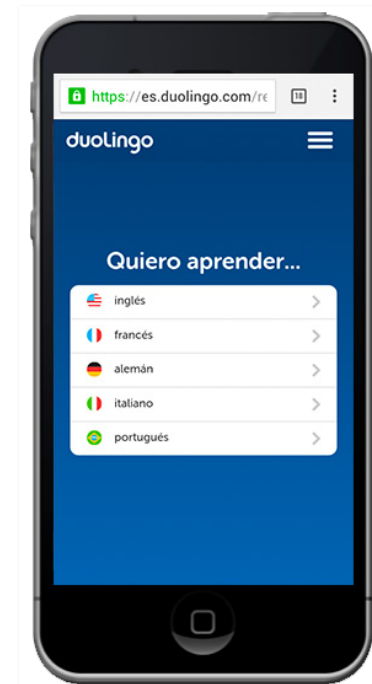 https://es.duolingo.com/re
18
duolingo
Quiero aprender...
inglés
francés
alemán
italiano
portugués